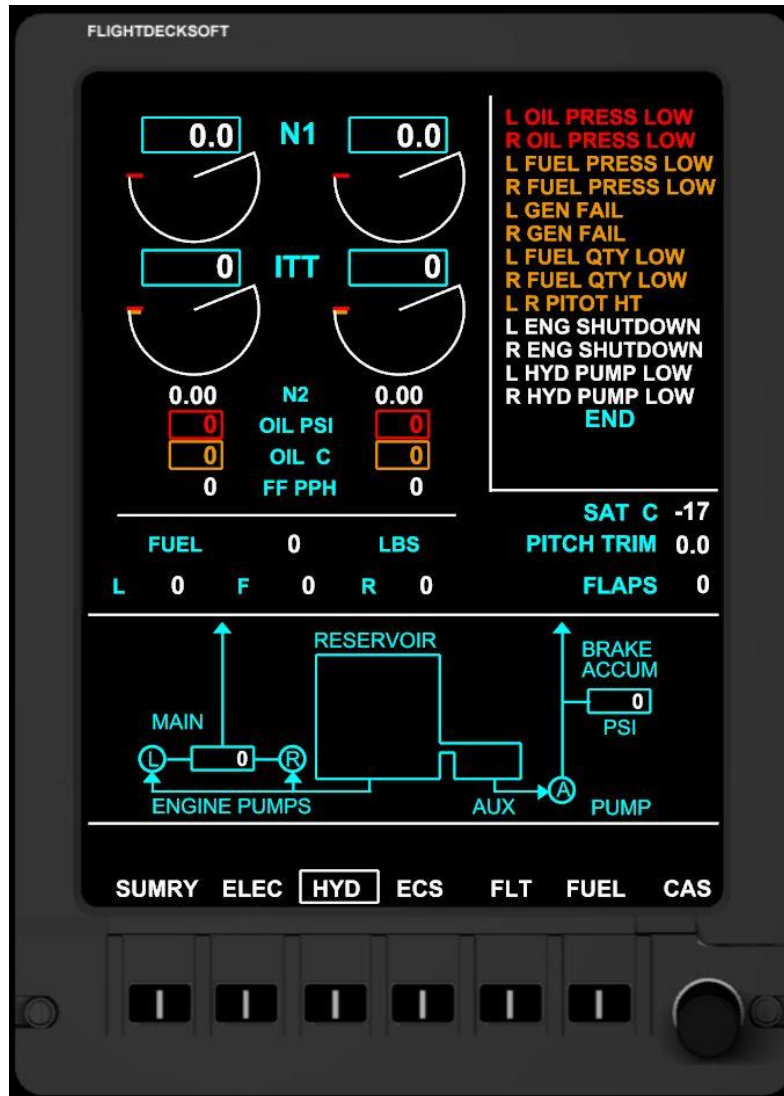 FLIGHTDECKSOFT
0.0 N1 0.0
0 ITT 0
0.00 N2 0.00
0 OIL PSI 0
0 OIL C 0
0 FF PPH 0
L OIL PRESS LOW
R OIL PRESS LOW
L FUEL PRESS LOW
R FUEL PRESS LOW
L GEN FAIL
R GEN FAIL
L FUEL QTY LOW
R FUEL QTY LOW
L R PITOT HT
L ENG SHUTDOWN
R ENG SHUTDOWN
L HYD PUMP LOW
R HYD PUMP LOW
END
FUEL 0 LBS
L 0 F 0 R 0
SAT C -17
PITCH TRIM 0.0
FLAPS 0
RESERVOIR
MAIN
L 0 R
ENGINE PUMPS
BRAKE
ACCUM
0
PSI
A
AUX PUMP
SUMRY ELEC HYD ECS FLT FUEL CAS